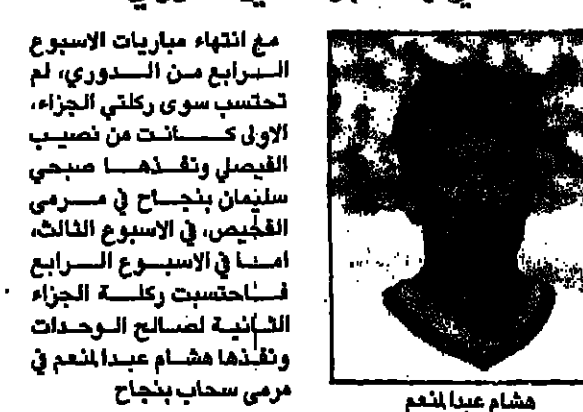 مع انتهاء مباريات الاسبوع
الرابع من الدوري، لم
تحتسب سوى ركلتي الجزاء،
الاولى كانت من نصيب
الفيصلي ونفذها صبحي
سليمان بنجاح في مرمى
القحيص، في الاسبوع الثالث،
اما في الاسبوع الرابع
فاحتسبت ركلة الجزاء
الثانية لصالح الوحدات
ونفذها هشام عبدالمنعم في
مرمى سحاب بنجاح
هشام عبدالمنعم